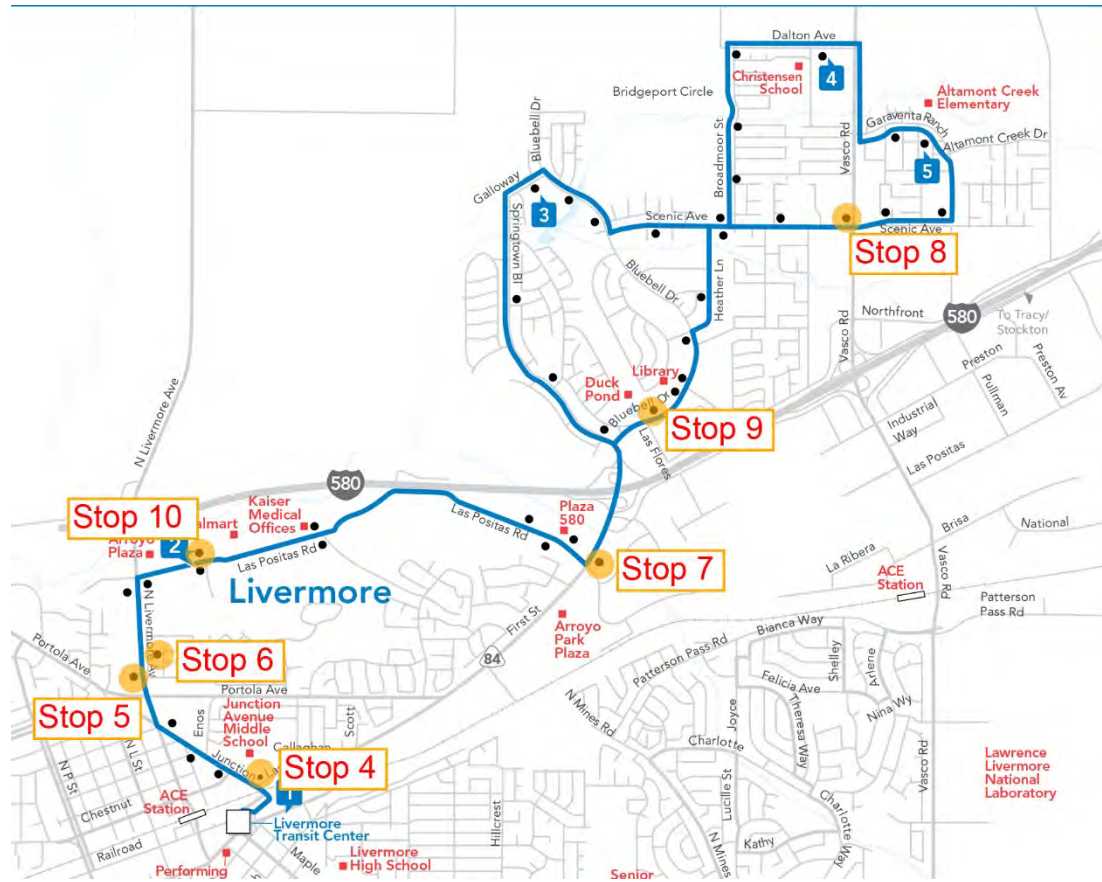 Dalton Ave
Christensen
School
4
Bridgeport Circle
Altamont Creek
Elementary
Garaventa Ranch
Altamont Creek Dr
5
Vasco Rd
Broadmoor St
Bluebell Dr
Galloway
3
Springtown Bl
Scenic Ave
Scenic Ave
Stop 8
Heather Ln
Bluebell Dr
Northfront
580
To Tracy/
Stockton
Vasco Rd
Preston
Preston Av
Pullman
Library
Duck
Pond
Bluebell Dr
Stop 9
Las Flores
Industrial
Way
Las Positas
N Livermore Ave
580
Kaiser
Medical
Offices
Stop 10
Plaza
2
Las Positas Rd
Las Positas Rd
Plaza
580
Brisa
National
La Ribera
Livermore
Stop 7
ACE
Station
Vasco Rd
Patterson
Pass Rd
N Livermore Av
First St
Arroyo
Park
Plaza
Bianca Way
Patterson Pass Rd
Shelley
Arlene
Stop 6
84
Portola Ave
Portola Ave
Felicia Ave
Nina Wy
Stop 5
Enos
Junction
Avenue
Middle
School
Scott
N Mines Rd
Joyce
Theresa Way
N L St
Charlotte
Junction
Stop 4
N P St
Lucille St
Vasco Rd
Lawrence
Livermore
National
Laboratory
ACE
Station
Chestnut
1
Livermore
Transit Center
Hillcrest
Charlotte Way
Railroad
Maple
Livermore
High School
N Mines
Kathy
Performing
Senior